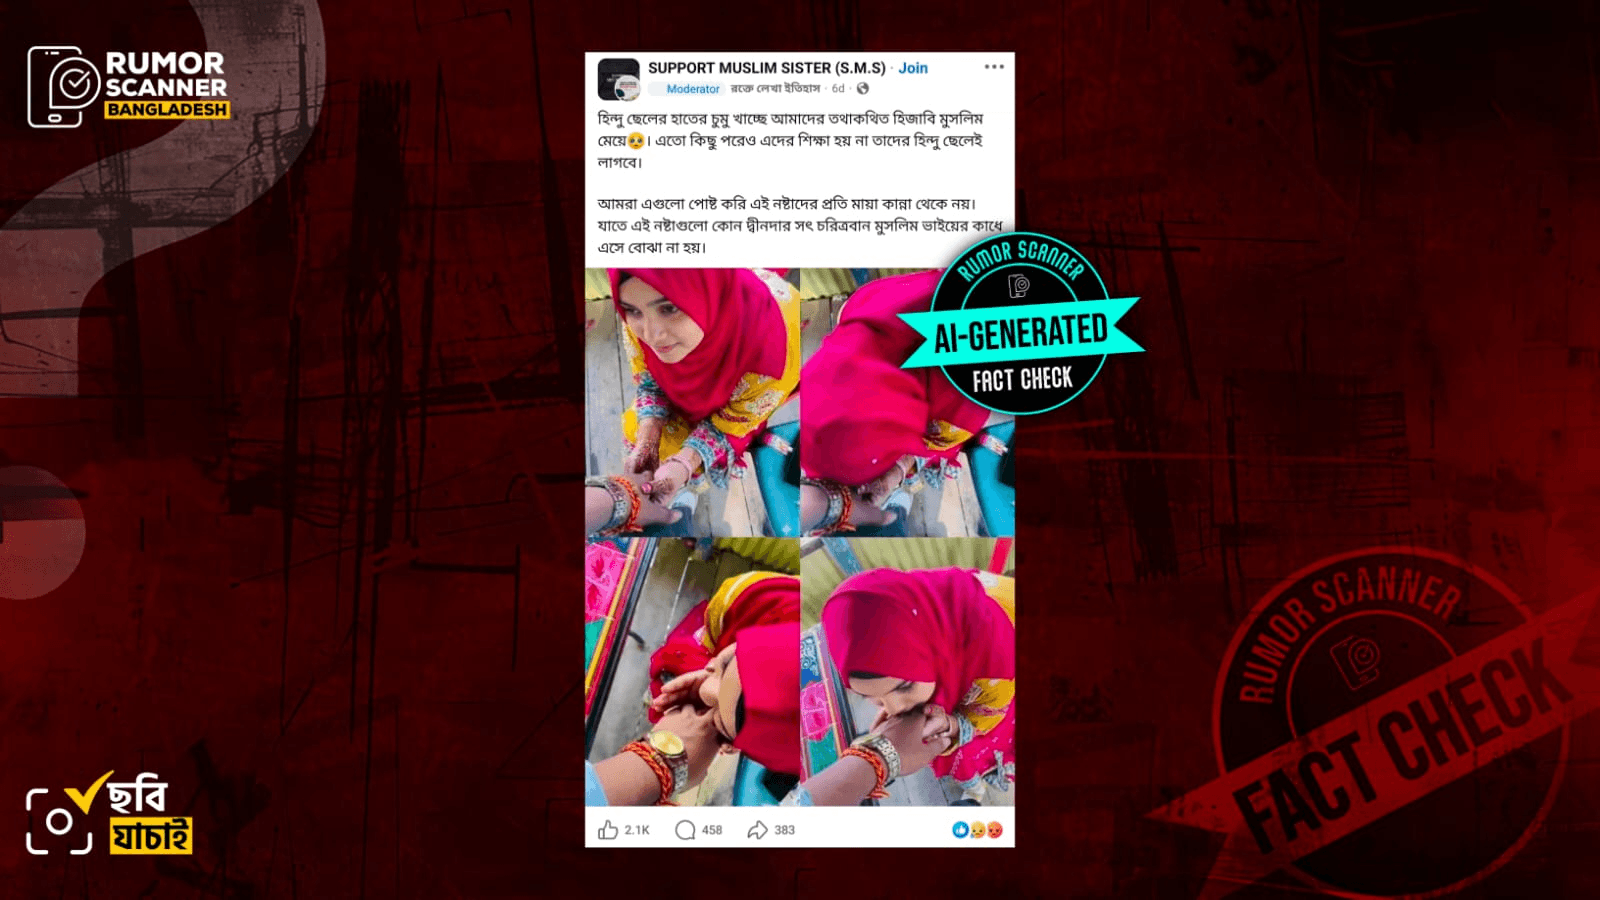 RUMOR
SCANNER
BANGLADESH
SUPPORT MUSLIM SISTER (S.M.S) · Join
Moderator রক্তে লেখা ইতিহাস · 6d ·
হিন্দু ছেলের হাতের চুমু খাচ্ছে আমাদের তথাকথিত হিজাবি মুসলিম
মেয়ে🥺। এতো কিছু পরেও এদের শিক্ষা হয় না তাদের হিন্দু ছেলেই
লাগবে।
আমরা এগুলো পোষ্ট করি এই নষ্টাদের প্রতি মায়া কান্না থেকে নয়।
যাতে এই নষ্টাগুলো কোন দ্বীনদার সৎ চরিত্রবান মুসলিম ভাইয়ের কাধে
এসে বোঝা না হয়।
RUMOR SCANNER
AI-GENERATED
FACT CHECK
2.1K 458 383
ছবি
যাচাই
RUMOR SCANNER
FACT CHECK